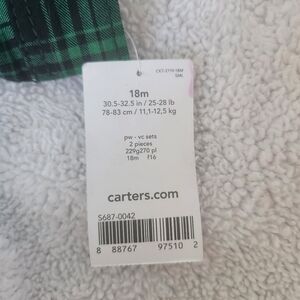 18m
30.5-32.5 in / 25-28 lb
78-83 cm / 11,1-12,5 kg
pw - vc sets
2 pieces
229g270 pl
18m f16
carters.com
S687-0042
8 88767 97510 2